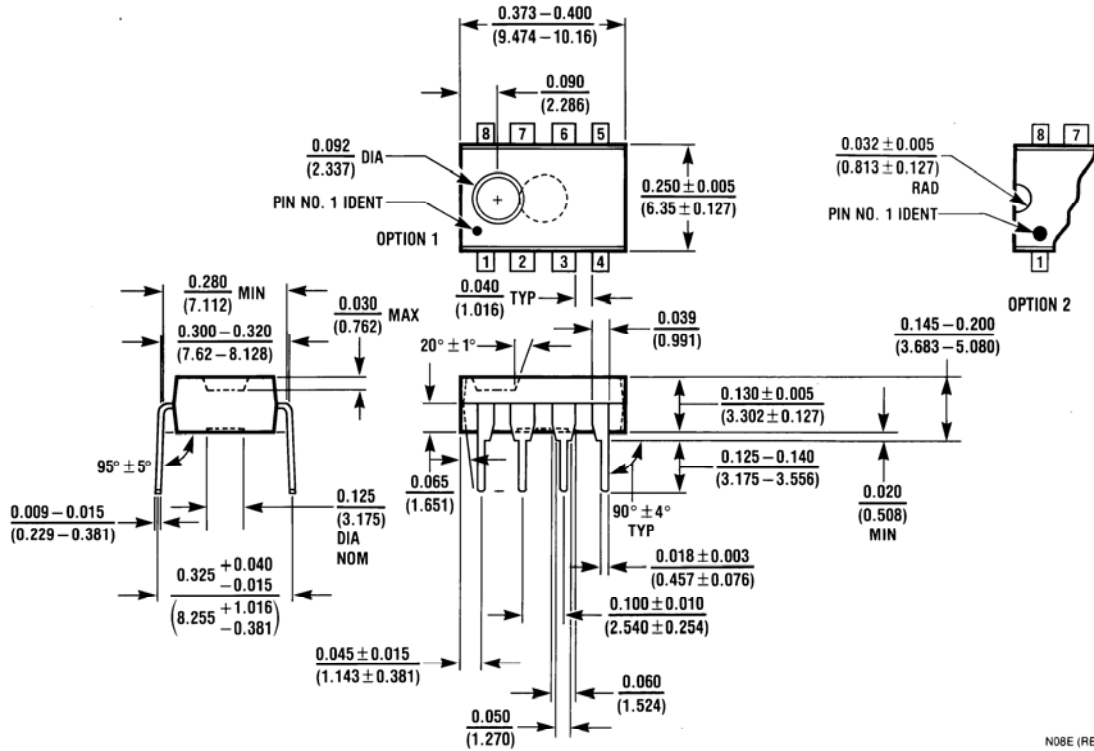 0.373 – 0.400
(9.474 – 10.16)
0.090
(2.286)
8 7 6 5
0.092 DIA
(2.337)
PIN NO. 1 IDENT
OPTION 1
1 2 3 4
0.250 ± 0.005
(6.35 ± 0.127)
0.032 ± 0.005
(0.813 ± 0.127)
RAD
PIN NO. 1 IDENT
8 7
1
OPTION 2
0.280 MIN
(7.112)
0.300 – 0.320
(7.62 – 8.128)
0.030 MAX
(0.762)
0.040 TYP
(1.016)
0.039
(0.991)
0.145 – 0.200
(3.683 – 5.080)
20° ± 1°
0.130 ± 0.005
(3.302 ± 0.127)
95° ± 5°
0.065
(1.651)
0.125 – 0.140
(3.175 – 3.556)
0.020
(0.508)
MIN
90° ± 4°
TYP
0.009 – 0.015
(0.229 – 0.381)
0.125
(3.175)
DIA
NOM
0.018 ± 0.003
(0.457 ± 0.076)
0.325 +0.040
–0.015
(8.255 +1.016
–0.381)
0.100 ± 0.010
(2.540 ± 0.254)
0.045 ± 0.015
(1.143 ± 0.381)
0.060
(1.524)
0.050
(1.270)
N08E (RE